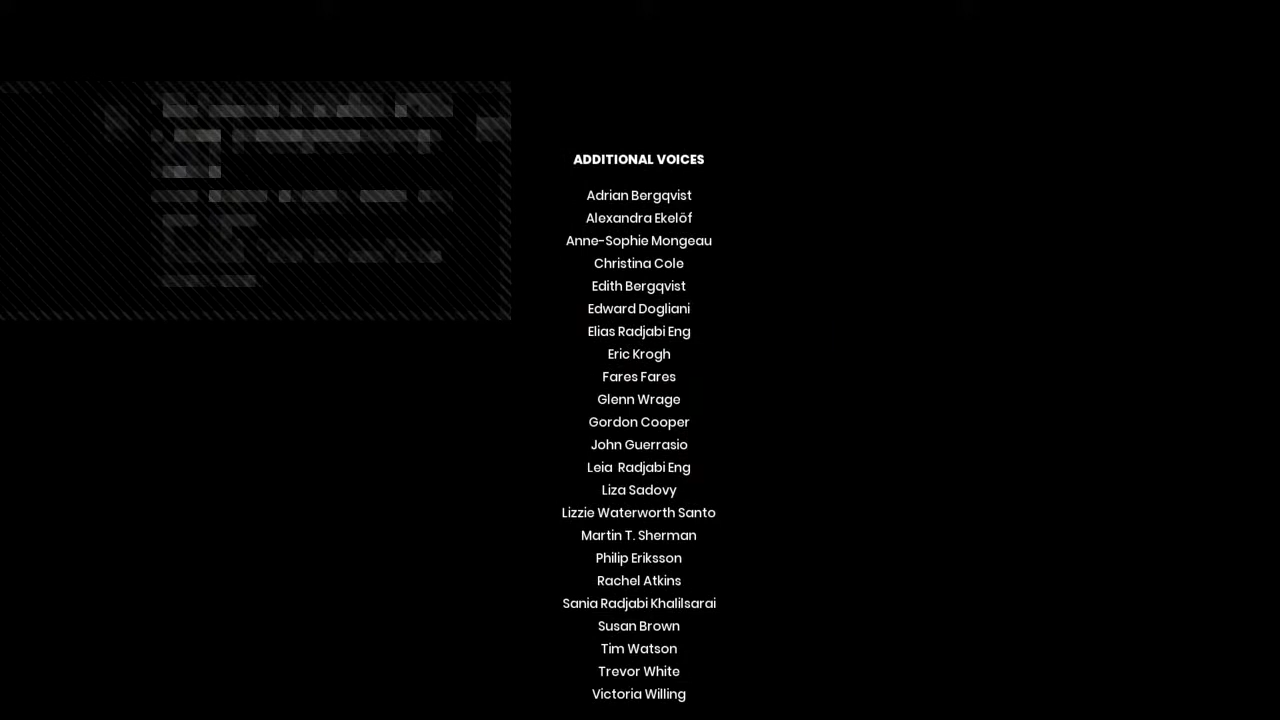 ADDITIONAL VOICES
Adrian Bergqvist
Alexandra Ekelöf
Anne-Sophie Mongeau
Christina Cole
Edith Bergqvist
Edward Dogliani
Elias Radjabi Eng
Eric Krogh
Fares Fares
Glenn Wrage
Gordon Cooper
John Guerrasio
Leia Radjabi Eng
Liza Sadovy
Lizzie Waterworth Santo
Martin T. Sherman
Philip Eriksson
Rachel Atkins
Sania Radjabi Khalilsarai
Susan Brown
Tim Watson
Trevor White
Victoria Willing